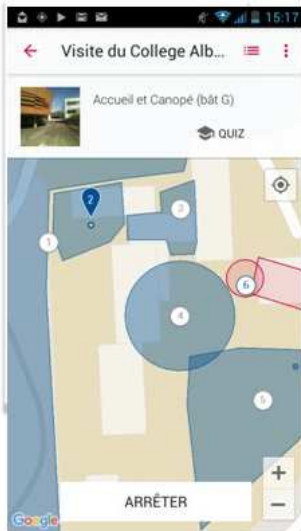 15:17
Visite du College Alb...
Accueil et Canopé (bât G)
QUIZ
2
3
1
6
4
5
+
−
ARRÊTER
Google